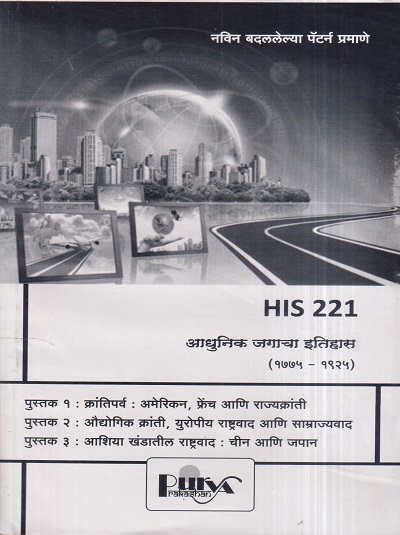 नविन बदललेल्या पॅटर्न प्रमाणे
HIS 221
आधुनिक जगाचा इतिहास
(१७७५ - १९२५)
पुस्तक १ : क्रांतिपर्व : अमेरिकन, फ्रेंच आणि राज्यक्रांती
पुस्तक २ : औद्योगिक क्रांती, युरोपीय राष्ट्रवाद आणि साम्राज्यवाद
पुस्तक ३ : आशिया खंडातील राष्ट्रवाद : चीन आणि जपान
Purva
Prakashan